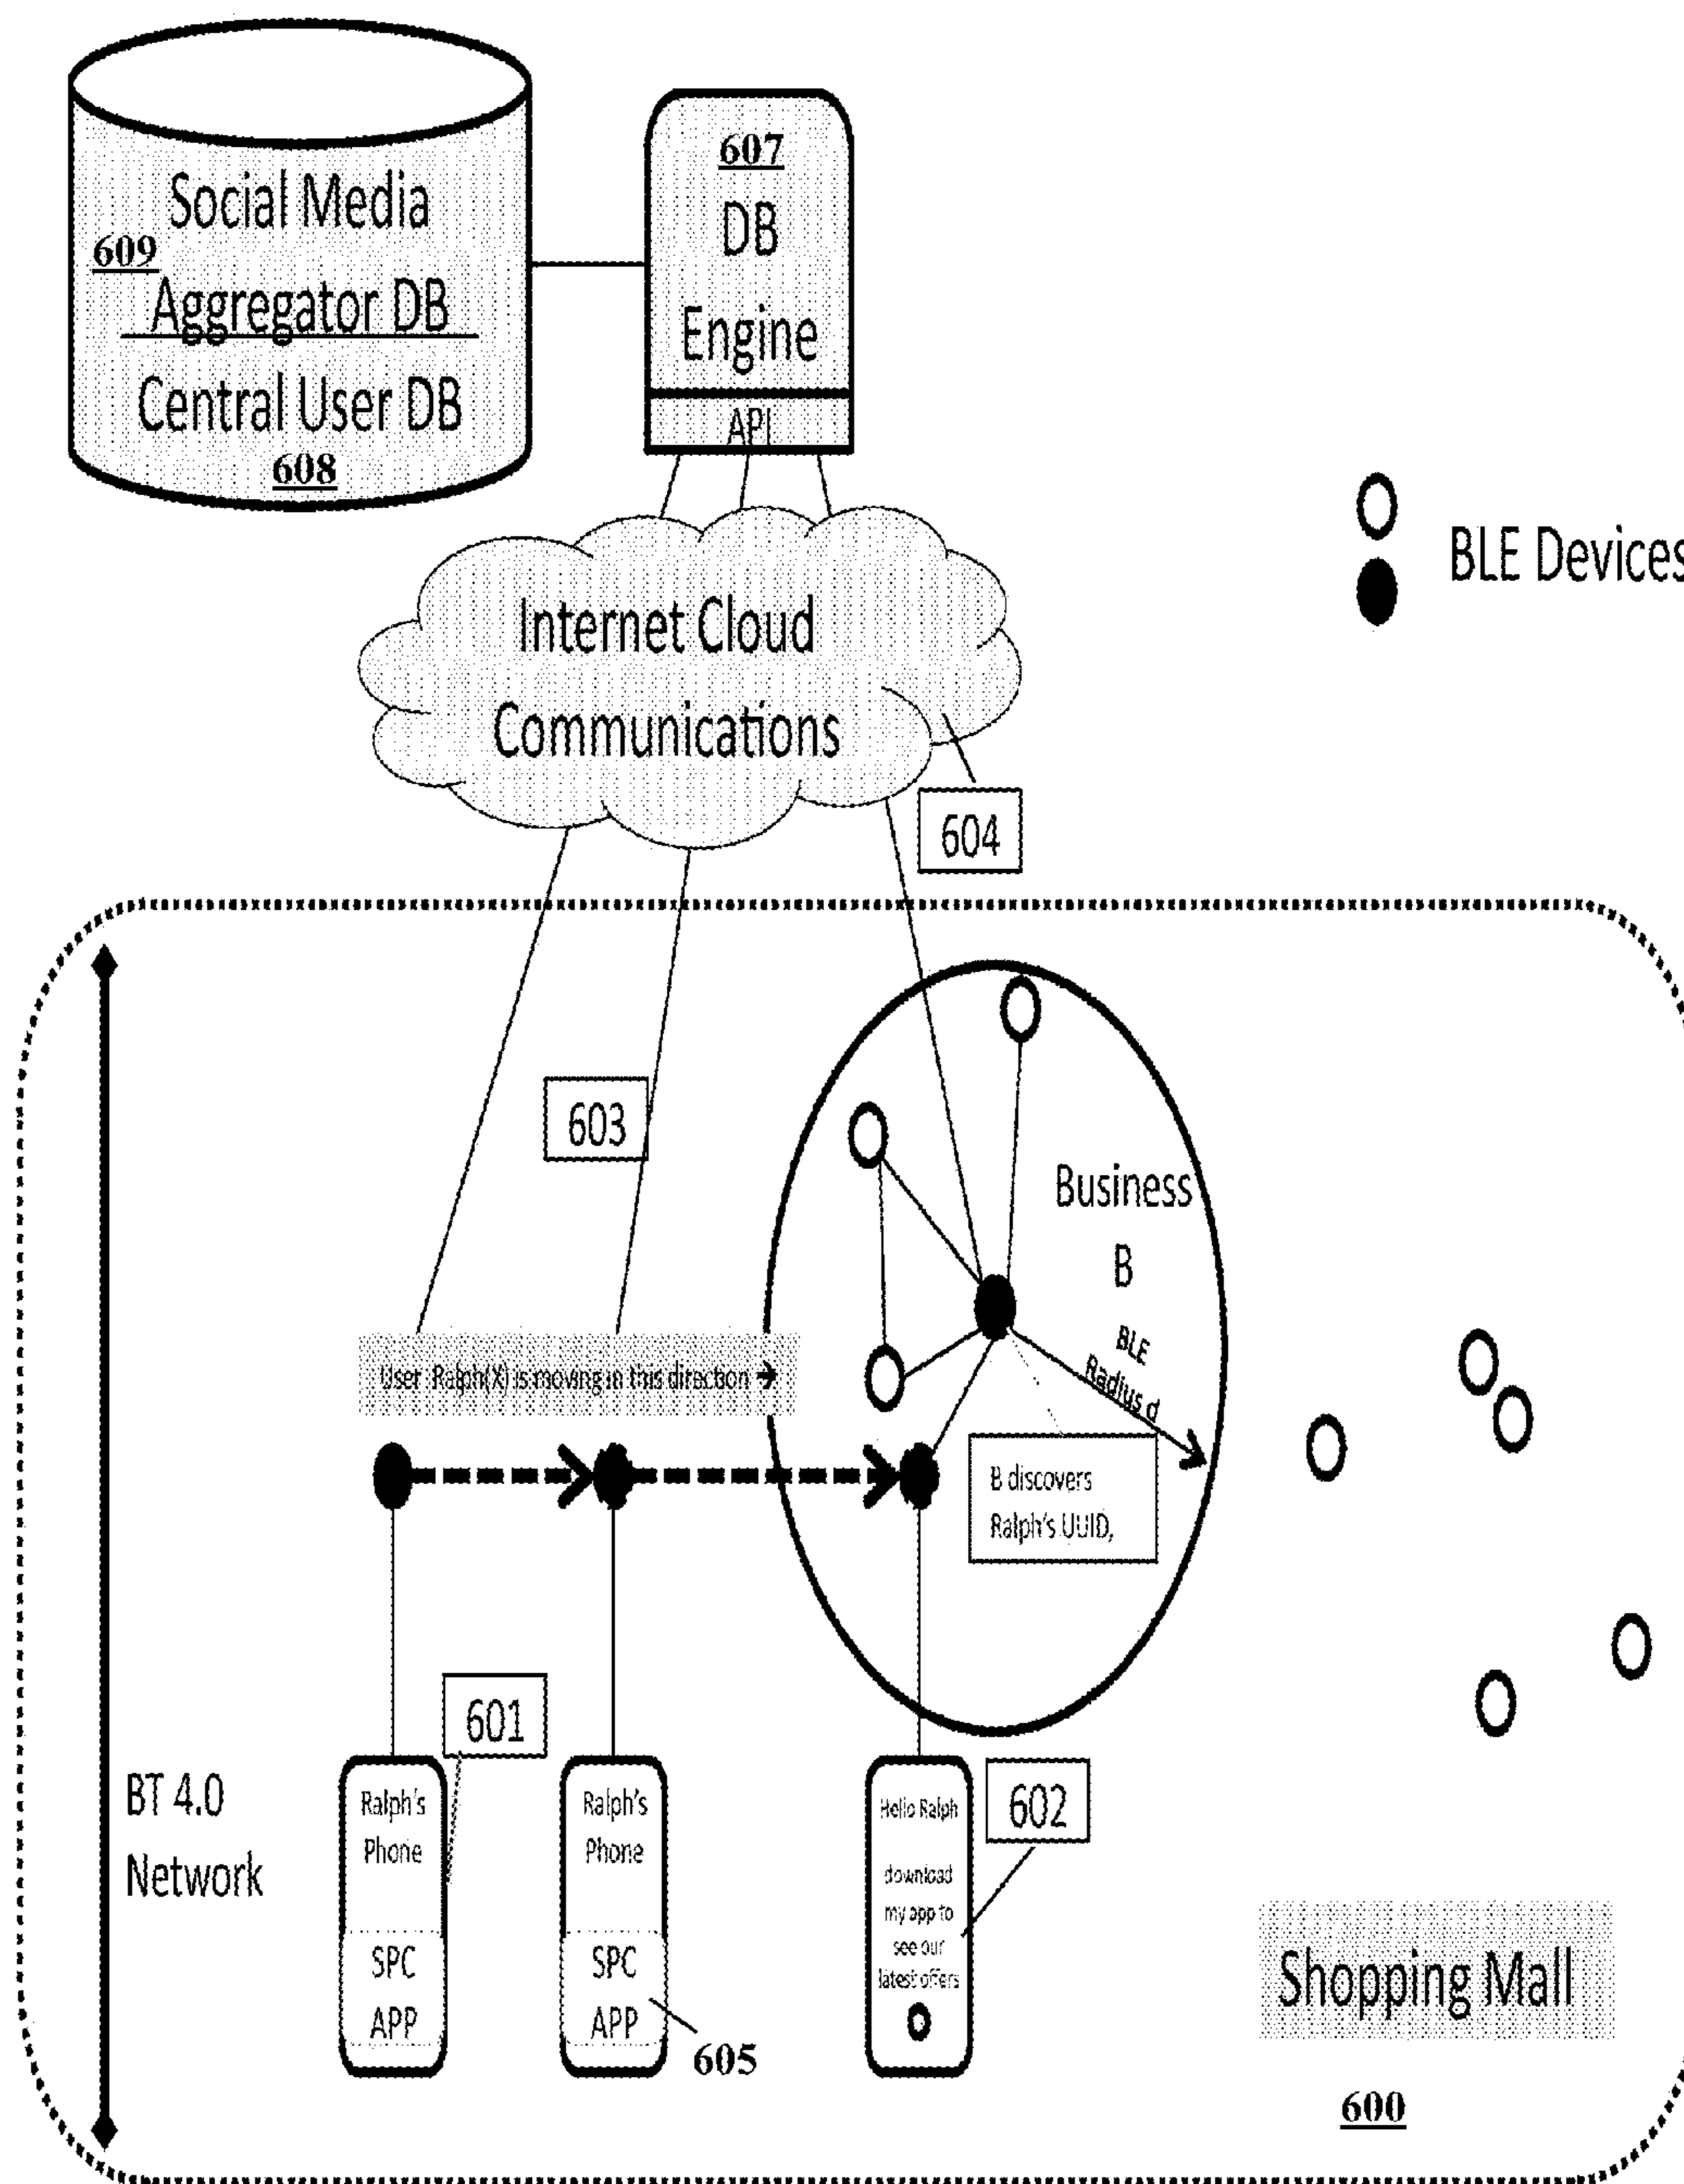 607
Social Media
DB
609
Aggregator DB
Engine
Central User DB
API
608
BLE Devices
Internet Cloud
Communications
604
603
Business
B
BLE
Radius d
User Ralph(X) is moving in this direction →
B discovers
Ralph's UUID,
601
602
BT 4.0
Network
Ralph's
Phone
SPC
APP
Ralph's
Phone
SPC
APP
605
Hello Ralph
download
my app to
see our
latest offers
Shopping Mall
600